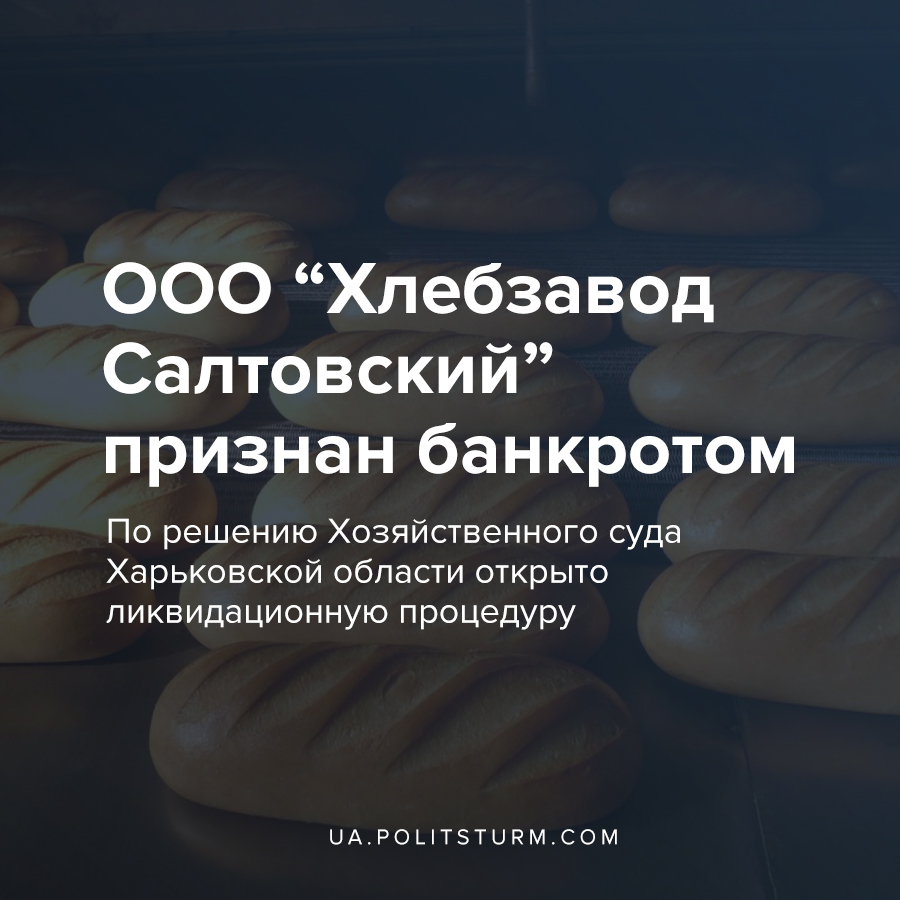 ООО “Хлебзавод
Салтовский”
признан банкротом
По решению Хозяйственного суда
Харьковской области открыто
ликвидационную процедуру
UA.POLITSTURM.COM